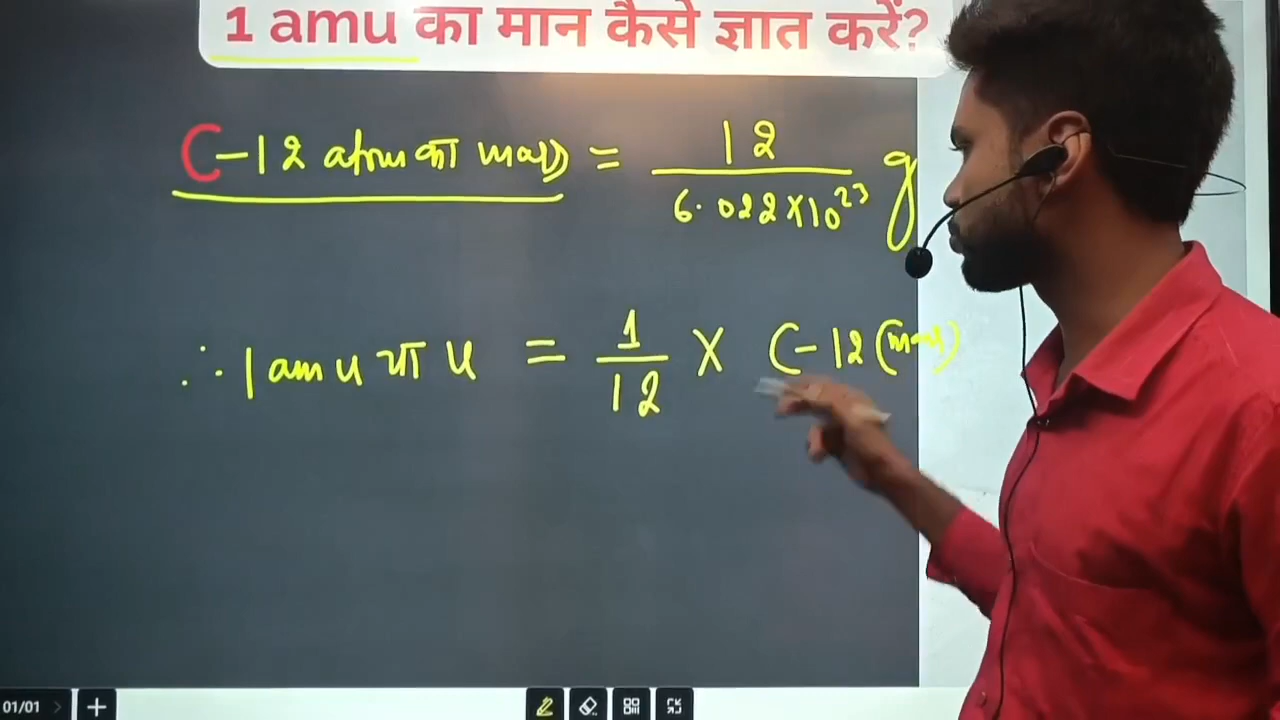 1 amu का मान कैसे ज्ञात करें?
C-12 atom का mass = 12 / 6.022×10²³ g
∴ 1 amu या u = 1/12 × C-12 (mass)
01/01